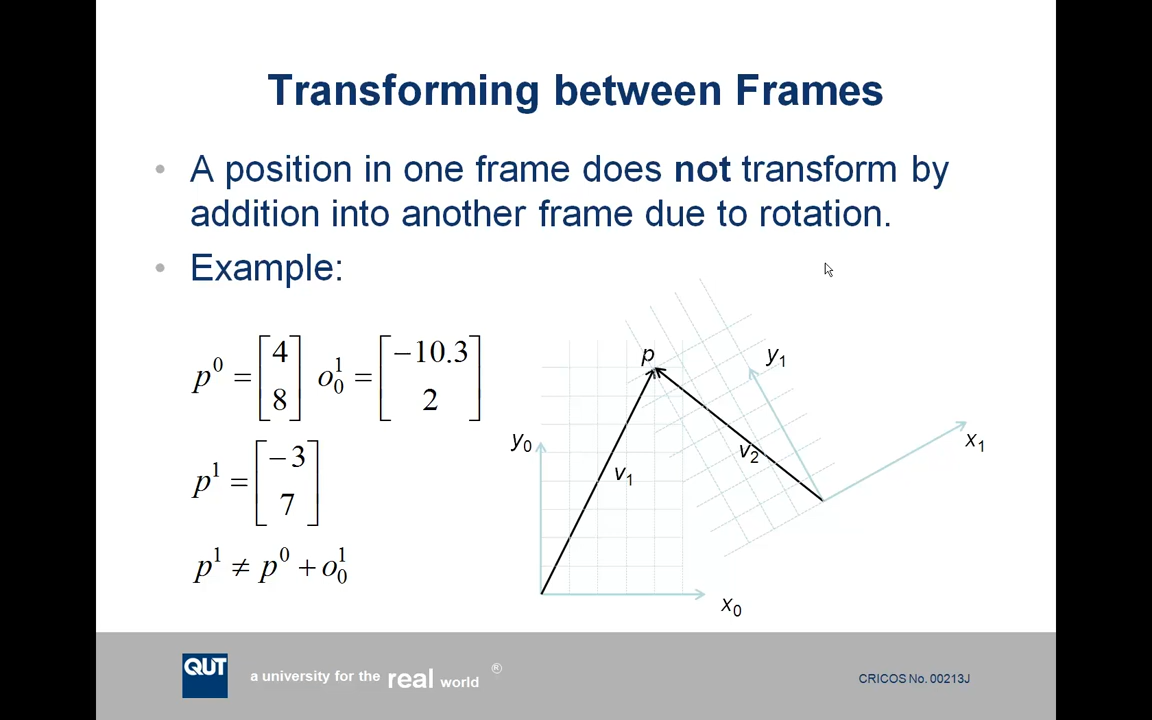 Transforming between Frames
• A position in one frame does not transform by
addition into another frame due to rotation.
• Example:
p⁰ = [4 8] o₀¹ = [−10.3 2]
p¹ = [−3 7]
p¹ ≠ p⁰ + o₀¹
p
y₁
y₀
v₂
x₁
v₁
x₀
QUT
a university for the real world ®
CRICOS No. 00213J